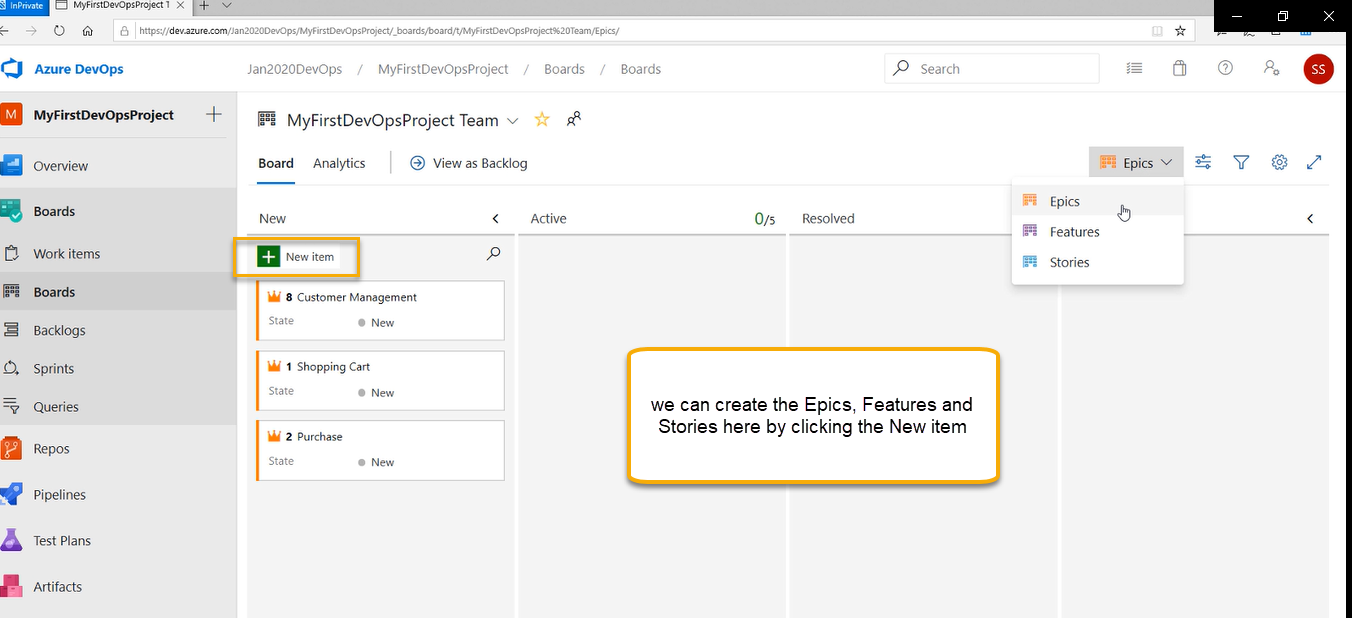 InPrivate
MyFirstDevOpsProject T
https://dev.azure.com/Jan2020DevOps/MyFirstDevOpsProject/_boards/board/t/MyFirstDevOpsProject%20Team/Epics/
Azure DevOps
Jan2020DevOps / MyFirstDevOpsProject / Boards / Boards
Search
SS
M MyFirstDevOpsProject
MyFirstDevOpsProject Team
Overview
Board Analytics View as Backlog
Epics
Epics
Features
Stories
Boards
Work items
Boards
Backlogs
Sprints
Queries
Repos
Pipelines
Test Plans
Artifacts
New
Active 0/5
Resolved
New item
8 Customer Management
State New
1 Shopping Cart
State New
2 Purchase
State New
we can create the Epics, Features and
Stories here by clicking the New item